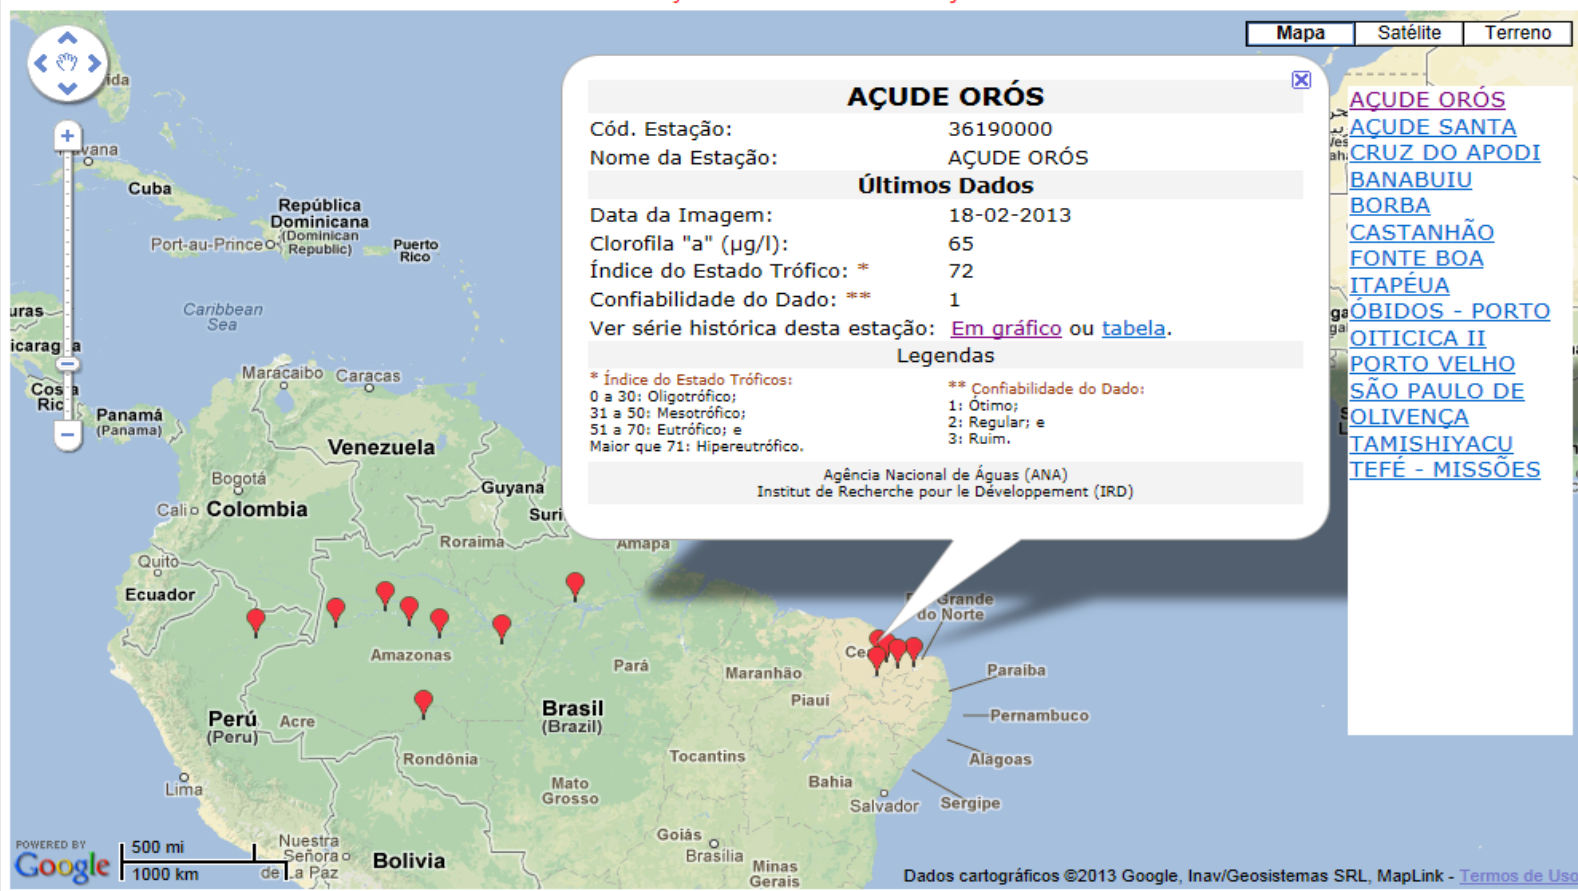 Mapa Satélite Terreno
AÇUDE ORÓS
Cód. Estação: 36190000
Nome da Estação: AÇUDE ORÓS
Últimos Dados
Data da Imagem: 18-02-2013
Clorofila "a" (µg/l): 65
Índice do Estado Trófico: * 72
Confiabilidade do Dado: ** 1
Ver série histórica desta estação: Em gráfico ou tabela.
Legendas
* Índice do Estado Tróficos:
0 a 30: Oligotrófico;
31 a 50: Mesotrófico;
51 a 70: Eutrófico; e
Maior que 71: Hipereutrófico.
** Confiabilidade do Dado:
1: Ótimo;
2: Regular; e
3: Ruim.
Agência Nacional de Águas (ANA)
Institut de Recherche pour le Développement (IRD)
AÇUDE ORÓS
AÇUDE SANTA
CRUZ DO APODI
BANABUIU
BORBA
CASTANHÃO
FONTE BOA
ITAPÉUA
ÓBIDOS - PORTO
OITICICA II
PORTO VELHO
SÃO PAULO DE
OLIVENÇA
TAMISHIYACU
TEFÉ - MISSÕES
Cuba
República
Dominicana
(Dominican
Republic)
Port-au-Prince
Puerto
Rico
Caribbean
Sea
Maracaibo
Caracas
Panamá
(Panama)
Venezuela
Bogotá
Cali
Colombia
Guyana
Roraima
Amapá
Quito
Ecuador
Amazonas
Pará
Maranhão
Piauí
do Norte
Paraíba
Pernambuco
Alagoas
Sergipe
Perú
(Peru)
Acre
Brasil
(Brazil)
Rondônia
Tocantins
Mato
Grosso
Bahia
Salvador
Lima
Goiás
Brasília
Minas
Gerais
Nuestra
Señora
de La Paz
Bolivia
POWERED BY
Google
500 mi
1000 km
Dados cartográficos ©2013 Google, Inav/Geosistemas SRL, MapLink - Termos de Uso